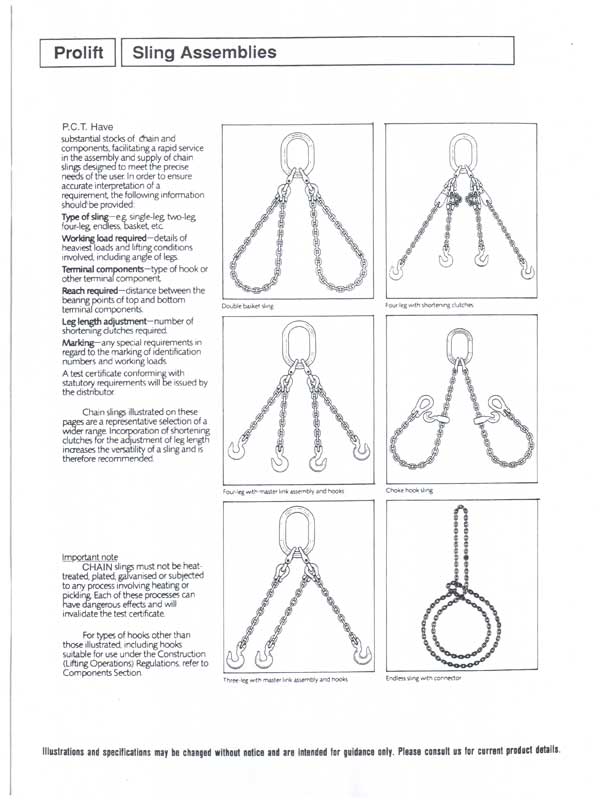 Prolift
Sling Assemblies
P.C.T. Have
substantial stocks of chain and
components, facilitating a rapid service
in the assembly and supply of chain
slings designed to meet the precise
needs of the user. In order to ensure
accurate interpretation of a
requirement, the following information
should be provided:
Type of sling—e.g. single-leg, two-leg,
four-leg, endless, basket, etc.
Working load required—details of
heaviest loads and lifting conditions
involved, including angle of legs.
Terminal components—type of hook or
other terminal component.
Reach required—distance between the
bearing points of top and bottom
terminal components.
Leg length adjustment—number of
shortening clutches required.
Marking—any special requirements in
regard to the marking of identification
numbers and working loads.
A test certificate conforming with
statutory requirements will be issued by
the distributor.
Chain slings illustrated on these
pages are a representative selection of a
wider range. Incorporation of shortening
clutches for the adjustment of leg length
increases the versatility of a sling and is
therefore recommended.
Important note
CHAIN slings must not be heat-
treated, plated, galvanised or subjected
to any process involving heating or
pickling. Each of these processes can
have dangerous effects and will
invalidate the test certificate.
For types of hooks other than
those illustrated, including hooks
suitable for use under the Construction
(Lifting Operations) Regulations, refer to
Components Section.
Double basket sling
Four leg with shortening clutches
Four-leg with master link assembly and hooks
Choke hook sling
Three-leg with master link assembly and hooks
Endless sling with connector
Illustrations and specifications may be changed without notice and are intended for guidance only. Please consult us for current product details.